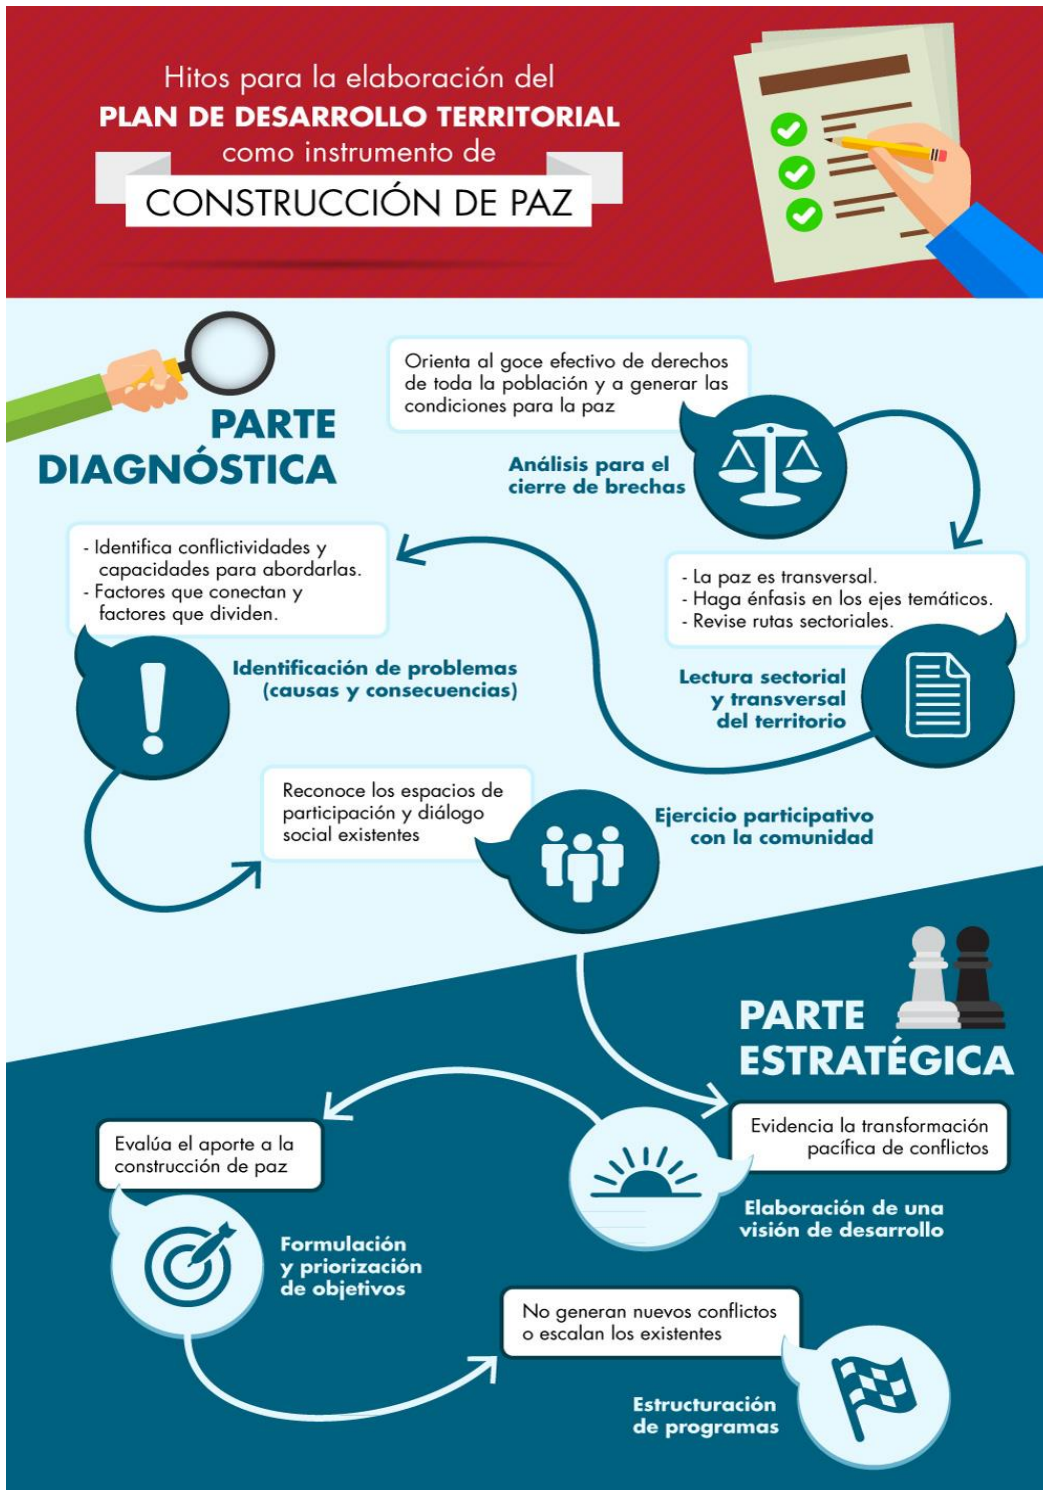 Hitos para la elaboración del
PLAN DE DESARROLLO TERRITORIAL
como instrumento de
CONSTRUCCIÓN DE PAZ
PARTE
DIAGNÓSTICA
Orienta al goce efectivo de derechos
de toda la población y a generar las
condiciones para la paz
Análisis para el
cierre de brechas
- La paz es transversal.
- Haga énfasis en los ejes temáticos.
- Revise rutas sectoriales.
Lectura sectorial
y transversal
del territorio
- Identifica conflictividades y
capacidades para abordarlas.
- Factores que conectan y
factores que dividen.
Identificación de problemas
(causas y consecuencias)
Reconoce los espacios de
participación y diálogo
social existentes
Ejercicio participativo
con la comunidad
PARTE
ESTRATÉGICA
Evidencia la transformación
pacífica de conflictos
Elaboración de una
visión de desarrollo
Evalúa el aporte a la
construcción de paz
Formulación
y priorización
de objetivos
No generan nuevos conflictos
o escalan los existentes
Estructuración
de programas